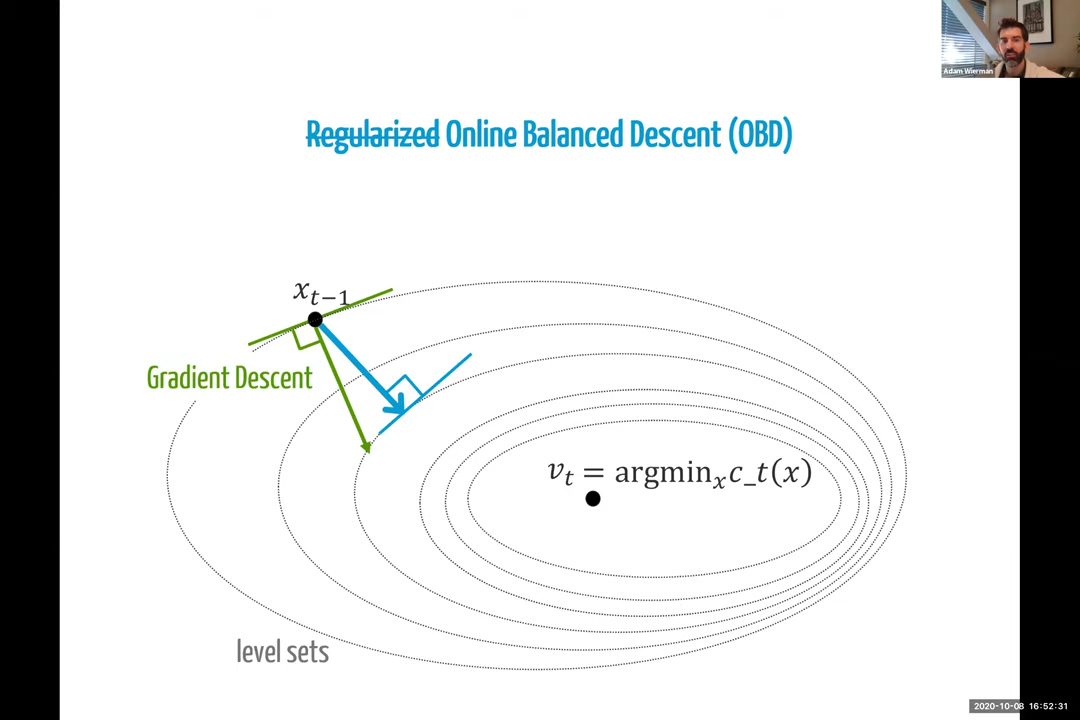 Adam Wierman
Regularized Online Balanced Descent (OBD)
x_{t−1}
Gradient Descent
v_t = argmin_x c_t(x)
level sets
2020-10-08 16:52:31